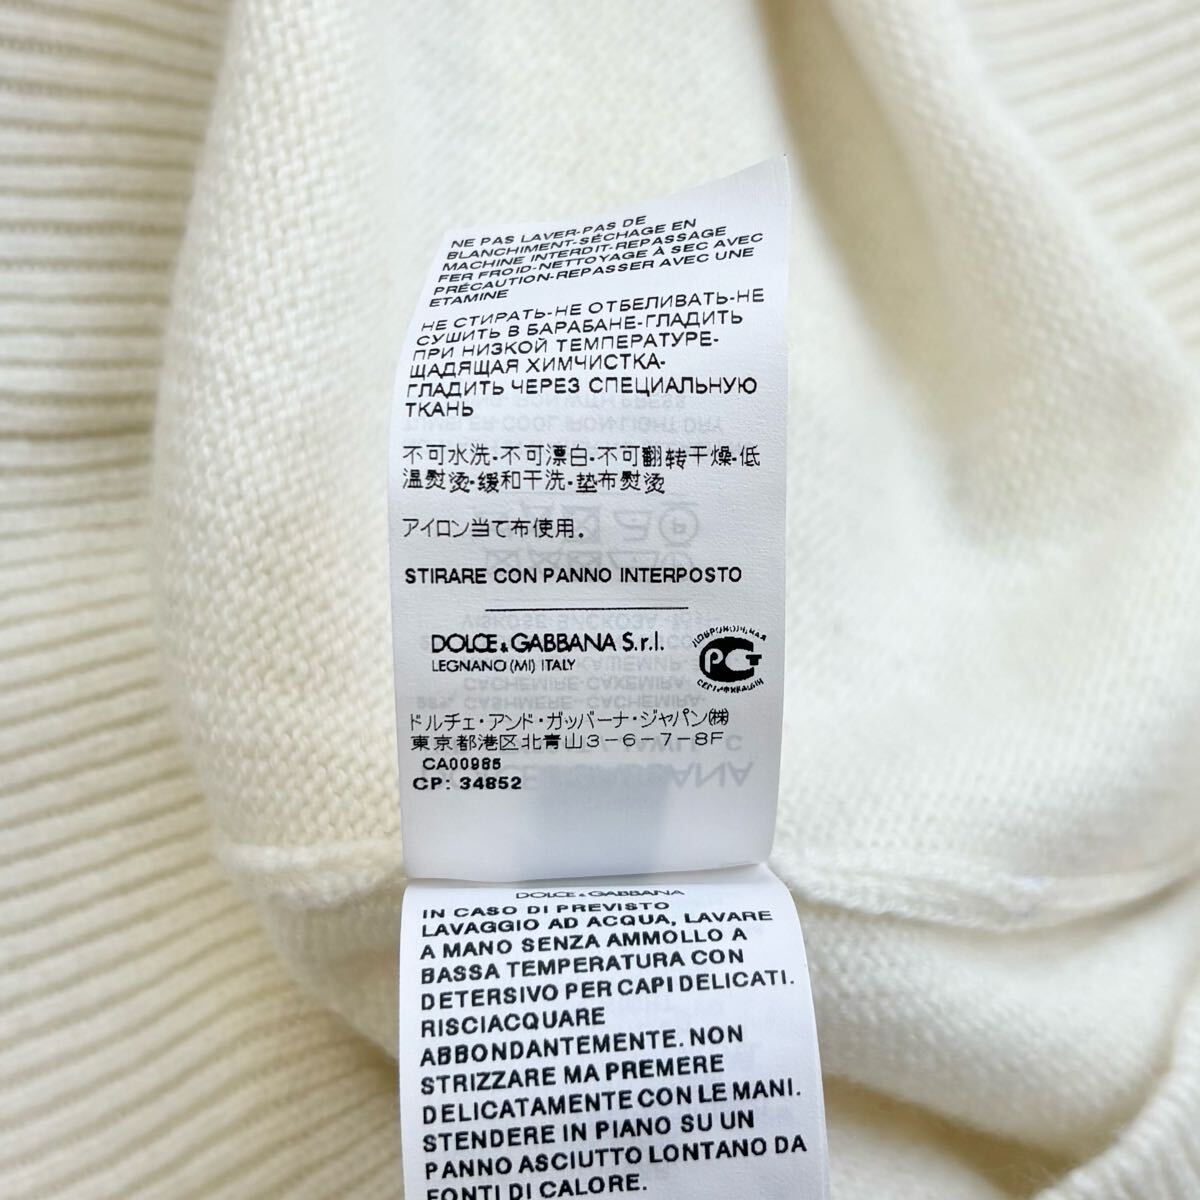 NE PAS LAVER-PAS DE
BLANCHIMENT-SÉCHAGE EN
MACHINE INTERDIT-REPASSAGE
FER FROID-NETTOYAGE À SEC AVEC
PRÉCAUTION-REPASSER AVEC UNE
ETAMINE
НЕ СТИРАТЬ-НЕ ОТБЕЛИВАТЬ-НЕ
СУШИТЬ В БАРАБАНЕ-ГЛАДИТЬ
ПРИ НИЗКОЙ ТЕМПЕРАТУРЕ-
ЩАДЯЩАЯ ХИМЧИСТКА-
ГЛАДИТЬ ЧЕРЕЗ СПЕЦИАЛЬНУЮ
ТКАНЬ
不可水洗-不可漂白-不可翻转干燥-低
温熨烫-缓和干洗-垫布熨烫
アイロン当て布使用。
STIRARE CON PANNO INTERPOSTO
DOLCE & GABBANA S.r.l.
LEGNANO (MI) ITALY
ДОБРОВОЛЬНАЯ
РСТ
СЕРТИФИКАЦИЯ
ドルチェ・アンド・ガッバーナ・ジャパン㈱
東京都港区北青山3-6-7-8F
CA00985
CP: 34852
DOLCE & GABBANA
IN CASO DI PREVISTO
LAVAGGIO AD ACQUA, LAVARE
A MANO SENZA AMMOLLO A
BASSA TEMPERATURA CON
DETERSIVO PER CAPI DELICATI.
RISCIACQUARE
ABBONDANTEMENTE. NON
STRIZZARE MA PREMERE
DELICATAMENTE CON LE MANI.
STENDERE IN PIANO SU UN
PANNO ASCIUTTO LONTANO DA
FONTI DI CALORE.